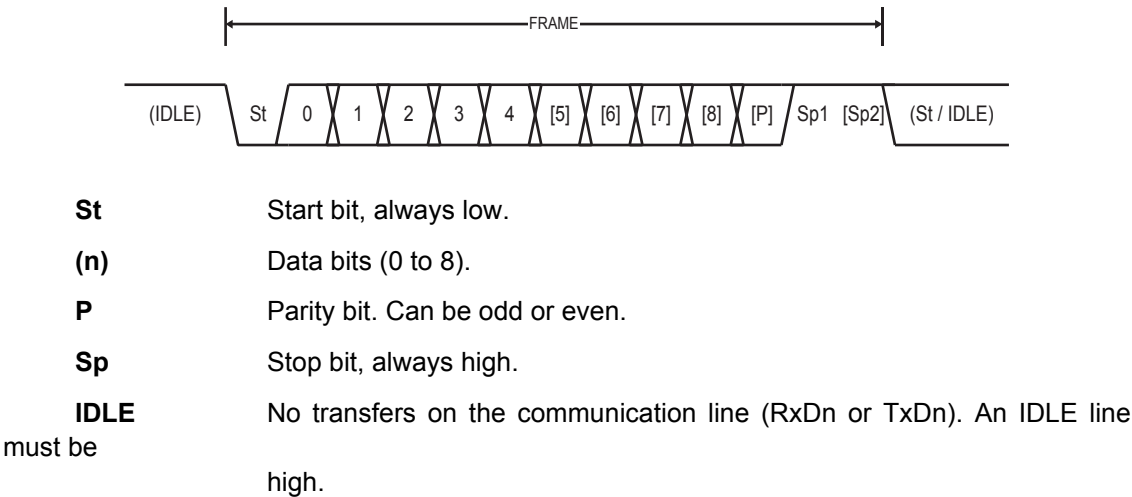 FRAME
(IDLE) St 0 1 2 3 4 [5] [6] [7] [8] [P] Sp1 [Sp2] (St / IDLE)
St Start bit, always low.
(n) Data bits (0 to 8).
P Parity bit. Can be odd or even.
Sp Stop bit, always high.
IDLE No transfers on the communication line (RxDn or TxDn). An IDLE line
must be
high.